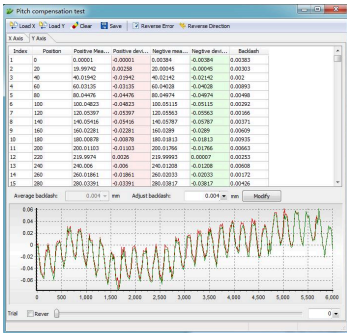 Pitch compensation test
Load X Load Y Clear Save Reverse Error Reverse Direction
X Axis Y Axis
Index Position Positive Mea... Positive devi... Negtive mea... Negtive devi... Backlash
1 0 0.00001 -0.00001 0.00384 -0.00384 0.00383
2 20 19.99742 0.00258 20.00045 -0.00045 0.00303
3 40 40.01942 -0.01942 40.02142 -0.02142 0.002
4 60 60.03135 -0.03135 60.04028 -0.04028 0.00893
5 80 80.04476 -0.04476 80.04974 -0.04974 0.00498
6 100 100.04823 -0.04823 100.05115 -0.05115 0.00292
7 120 120.05397 -0.05397 120.05563 -0.05563 0.00166
8 140 140.05416 -0.05416 140.05787 -0.05787 0.00371
9 160 160.02281 -0.02281 160.0289 -0.0289 0.00609
10 180 180.00878 -0.00878 180.01813 -0.01813 0.00935
11 200 200.01103 -0.01103 200.01766 -0.01766 0.00663
12 220 219.9974 0.0026 219.99993 0.00007 0.00253
13 240 240.006 -0.006 240.01208 -0.01208 0.00608
14 260 260.01861 -0.01861 260.02033 -0.02033 0.00172
15 280 280.03391 -0.03391 280.03817 -0.03817 0.00426
Average backlash: 0.004 mm Adjust backlash: 0.004 mm Modify
0.06
0.04
0.02
0
-0.02
-0.04
-0.06
0 500 1,000 1,500 2,000 2,500 3,000 3,500 4,000 4,500 5,000 5,500 6,000
Trial Rever 0